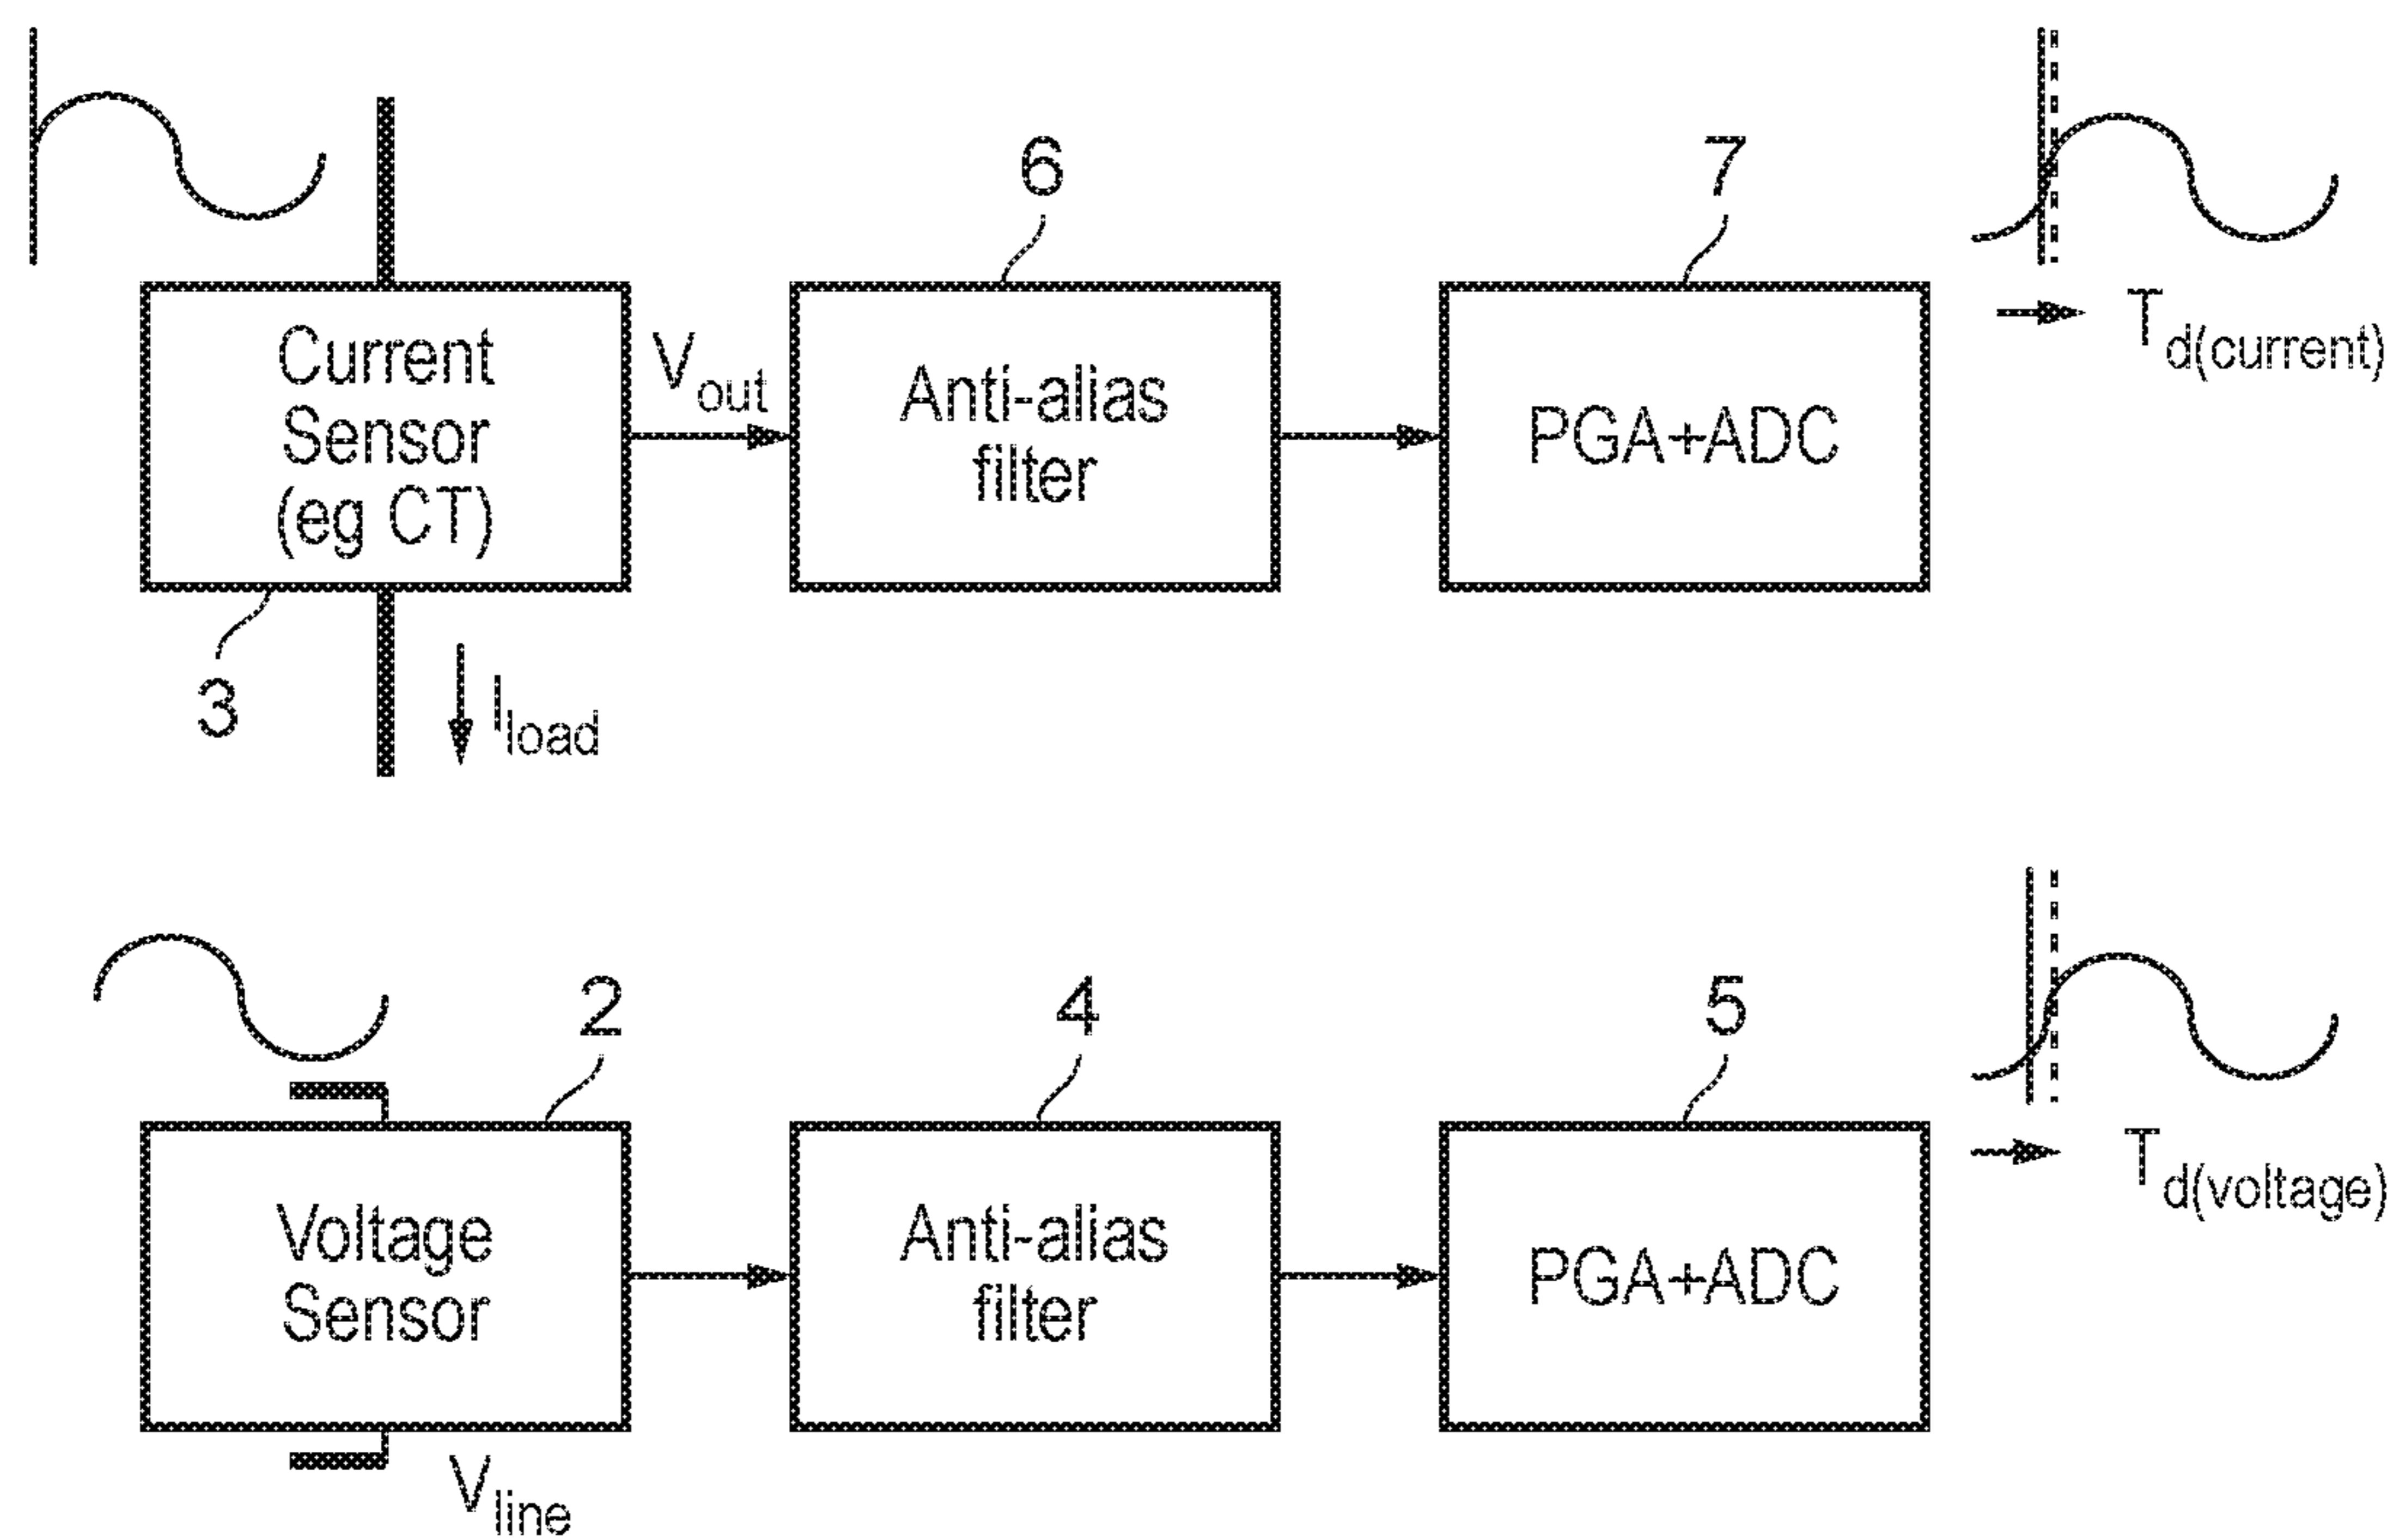 6
7
Current
Sensor
(eg CT)
Vout
Anti-alias
filter
PGA+ADC
Td(current)
3
Iload
2
4
5
Voltage
Sensor
Anti-alias
filter
PGA+ADC
Td(voltage)
Vline